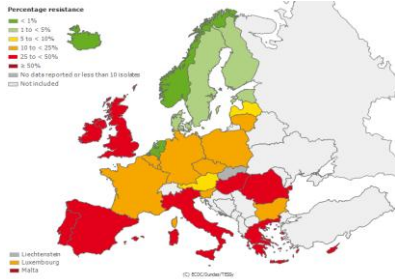 Percentage resistance
< 1%
1 to < 5%
5 to < 10%
10 to < 25%
25 to < 50%
≥ 50%
No data reported or less than 10 isolates
Not included
Liechtenstein
Luxembourg
Malta
(C) ECDC/Dundas/TESSy